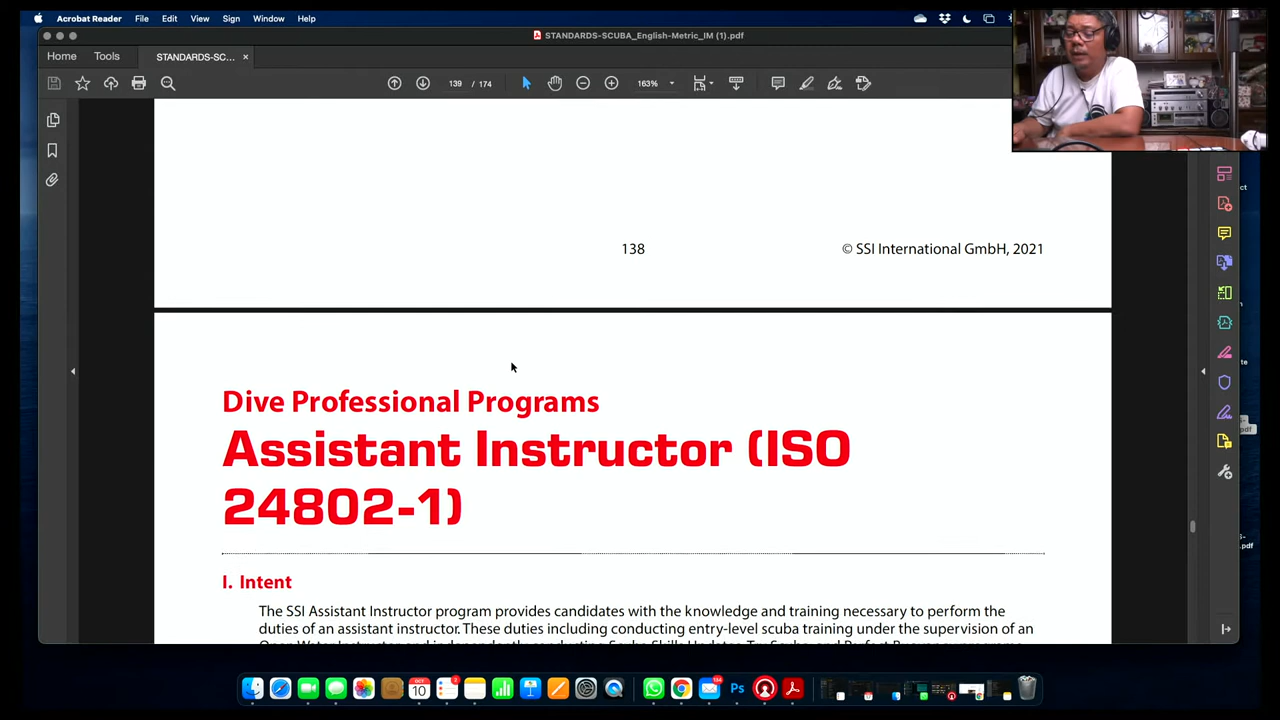 Acrobat Reader File Edit View Sign Window Help
STANDARDS-SCUBA_English-Metric_IM (1).pdf
Home Tools STANDARDS-SC... ×
139 / 174 163%
138 © SSI International GmbH, 2021
Dive Professional Programs
Assistant Instructor (ISO
24802-1)
I. Intent
The SSI Assistant Instructor program provides candidates with the knowledge and training necessary to perform the
duties of an assistant instructor. These duties including conducting entry-level scuba training under the supervision of an
OCT
10
Ps